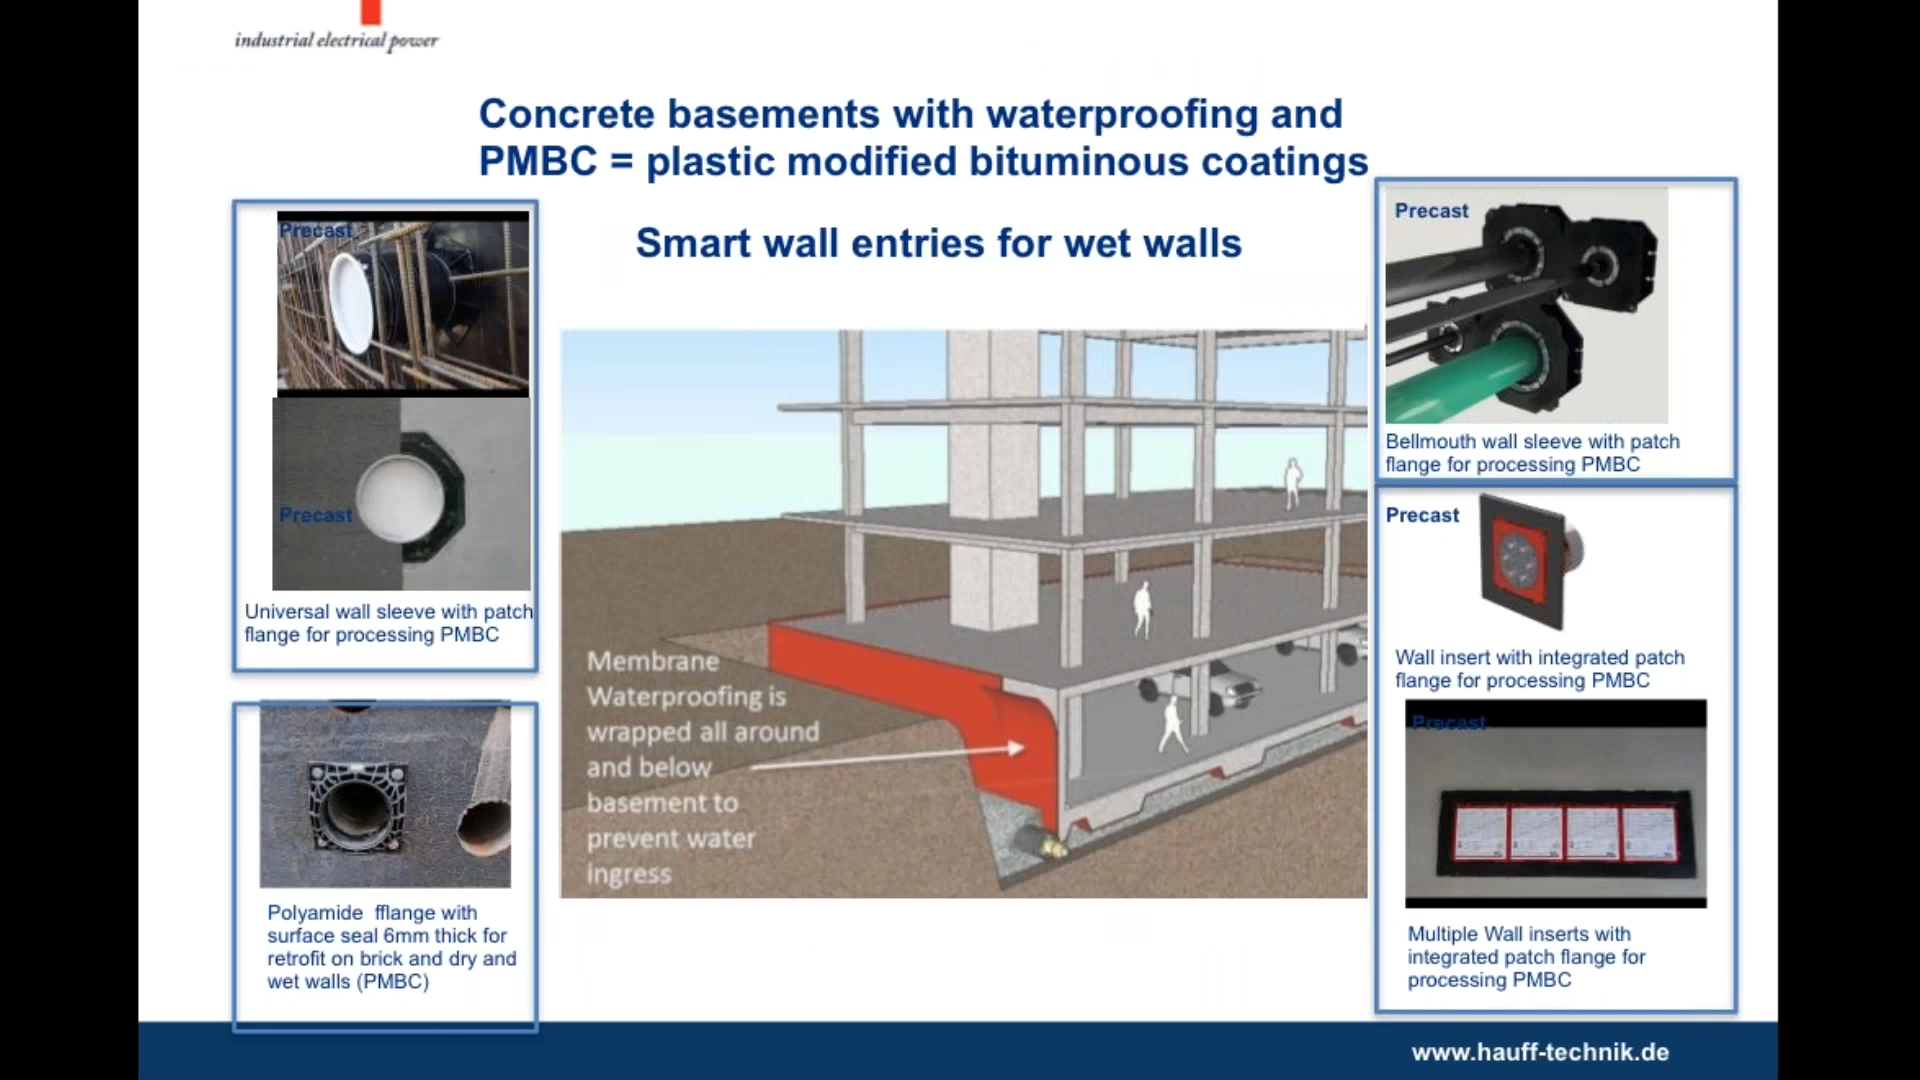 industrial electrical power
Concrete basements with waterproofing and
PMBC = plastic modified bituminous coatings
Smart wall entries for wet walls
Precast
Precast
Universal wall sleeve with patch
flange for processing PMBC
Polyamide fflange with
surface seal 6mm thick for
retrofit on brick and dry and
wet walls (PMBC)
Membrane
Waterproofing is
wrapped all around
and below
basement to
prevent water
ingress
Precast
Bellmouth wall sleeve with patch
flange for processing PMBC
Precast
Wall insert with integrated patch
flange for processing PMBC
Precast
Multiple Wall inserts with
integrated patch flange for
processing PMBC
www.hauff-technik.de